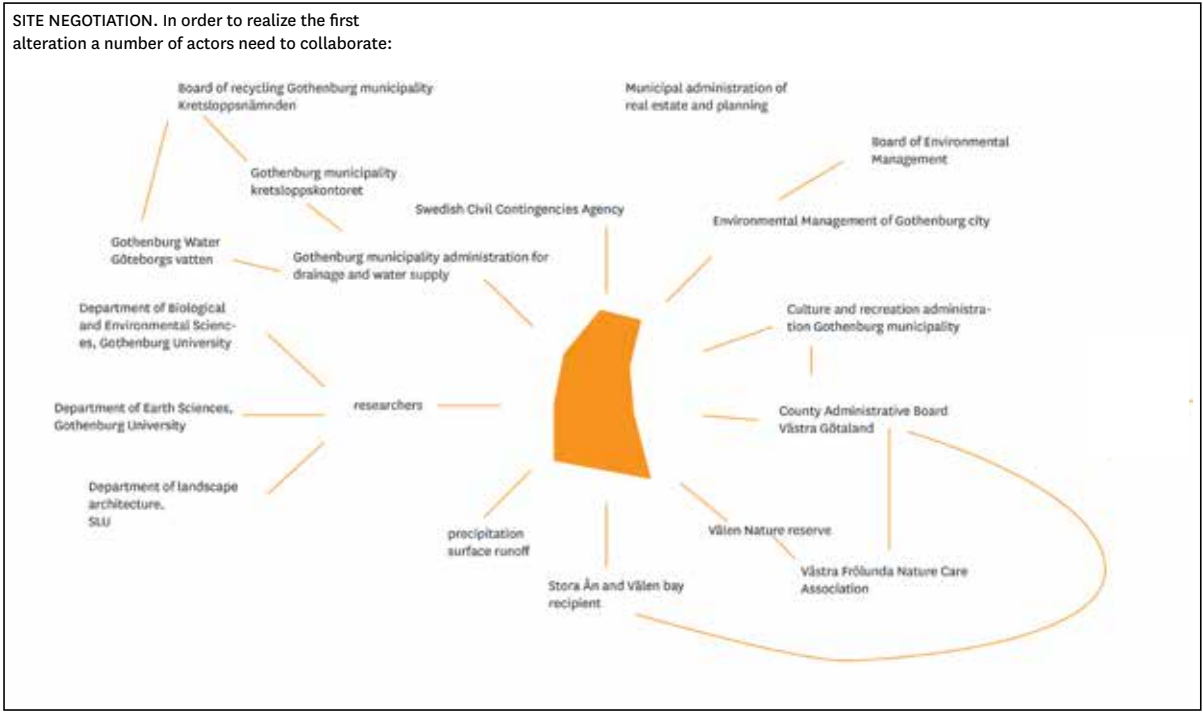 SITE NEGOTIATION. In order to realize the first
alteration a number of actors need to collaborate:
Board of recycling Gothenburg municipality
Kretsloppsnämnden
Municipal administration of
real estate and planning
Board of Environmental
Management
Gothenburg municipality
kretsloppskontoret
Swedish Civil Contingencies Agency
Environmental Management of Gothenburg city
Gothenburg Water
Göteborgs vatten
Gothenburg municipality administration for
drainage and water supply
Department of Biological
and Environmental Scienc-
es, Gothenburg University
Culture and recreation administra-
tion Gothenburg municipality
Department of Earth Sciences,
Gothenburg University
researchers
County Administrative Board
Västra Götaland
Department of landscape
architecture,
SLU
precipitation
surface runoff
Välen Nature reserve
Stora Ån and Välen bay
recipient
Västra Frölunda Nature Care
Association